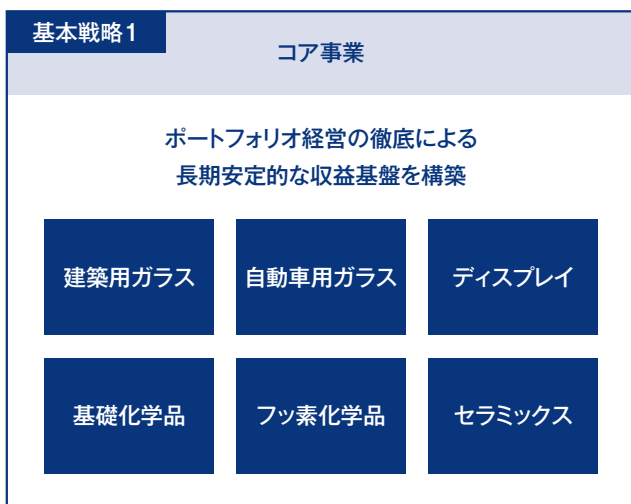 基本戦略1
コア事業
ポートフォリオ経営の徹底による
長期安定的な収益基盤を構築
建築用ガラス
自動車用ガラス
ディスプレイ
基礎化学品
フッ素化学品
セラミックス